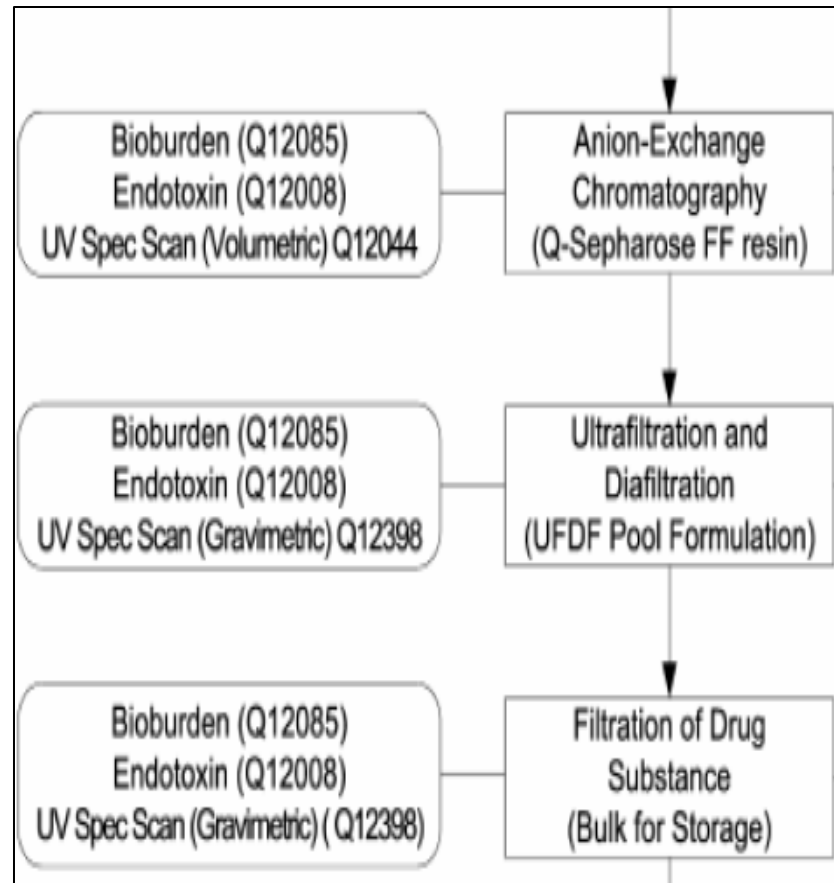 Bioburden (Q12085)
Endotoxin (Q12008)
UV Spec Scan (Volumetric) Q12044
Anion-Exchange
Chromatography
(Q-Sepharose FF resin)
Bioburden (Q12085)
Endotoxin (Q12008)
UV Spec Scan (Gravimetric) Q12398
Ultrafiltration and
Diafiltration
(UFDF Pool Formulation)
Bioburden (Q12085)
Endotoxin (Q12008)
UV Spec Scan (Gravimetric) ( Q12398)
Filtration of Drug
Substance
(Bulk for Storage)